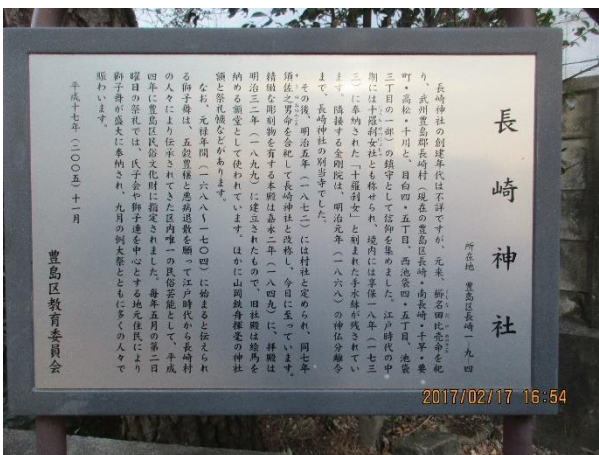 長崎神社
所在地　豊島区長崎一-九-四
長崎神社の創建年代は不詳ですが、元来、櫛名田比売命を祀
り、武州豊島郡長崎村（現在の豊島区長崎・南長崎・千早・要
町・高松・千川と、目白四・五丁目、西池袋四・五丁目、池袋
三丁目の一部）の鎮守として信仰を集めました。江戸時代の中
期には十羅刹女社とも称せられ、境内には享保一八年（一七三
三）に奉納された「十羅刹女」と刻まれた手水鉢が残されてい
ます。隣接する金剛院は、明治元年（一八六八）の神仏分離令
まで、長崎神社の別当寺でした。
その後、明治五年（一八七二）には村社と定められ、同七年
須佐之男命を合祀して長崎神社と改称し、今日に至っています。
精緻な彫刻物を有する本殿は嘉永二年（一八四九）に、拝殿は
明治三二年（一八九九）に建立されたもので、旧社殿は絵馬を
納める額堂として使われています。ほかに山岡鉄舟揮毫の神社
額と祭礼幟などがあります。
なお、元禄年間（一六八八～一七〇四）に始まると伝えられ
る獅子舞は、五穀豊穣と悪病退散を願って江戸時代から長崎村
の人々により伝承されてきた区内唯一の民俗芸能として、平成
四年に豊島区民俗文化財に指定されました。毎年五月の第二日
曜日の祭礼では、氏子会や獅子連を中心とする地元住民により
獅子舞が盛大に奉納され、九月の例大祭とともに多くの人々で
賑わいます。
平成十七年（二〇〇五）十一月
豊島区教育委員会
2017/02/17 16:54